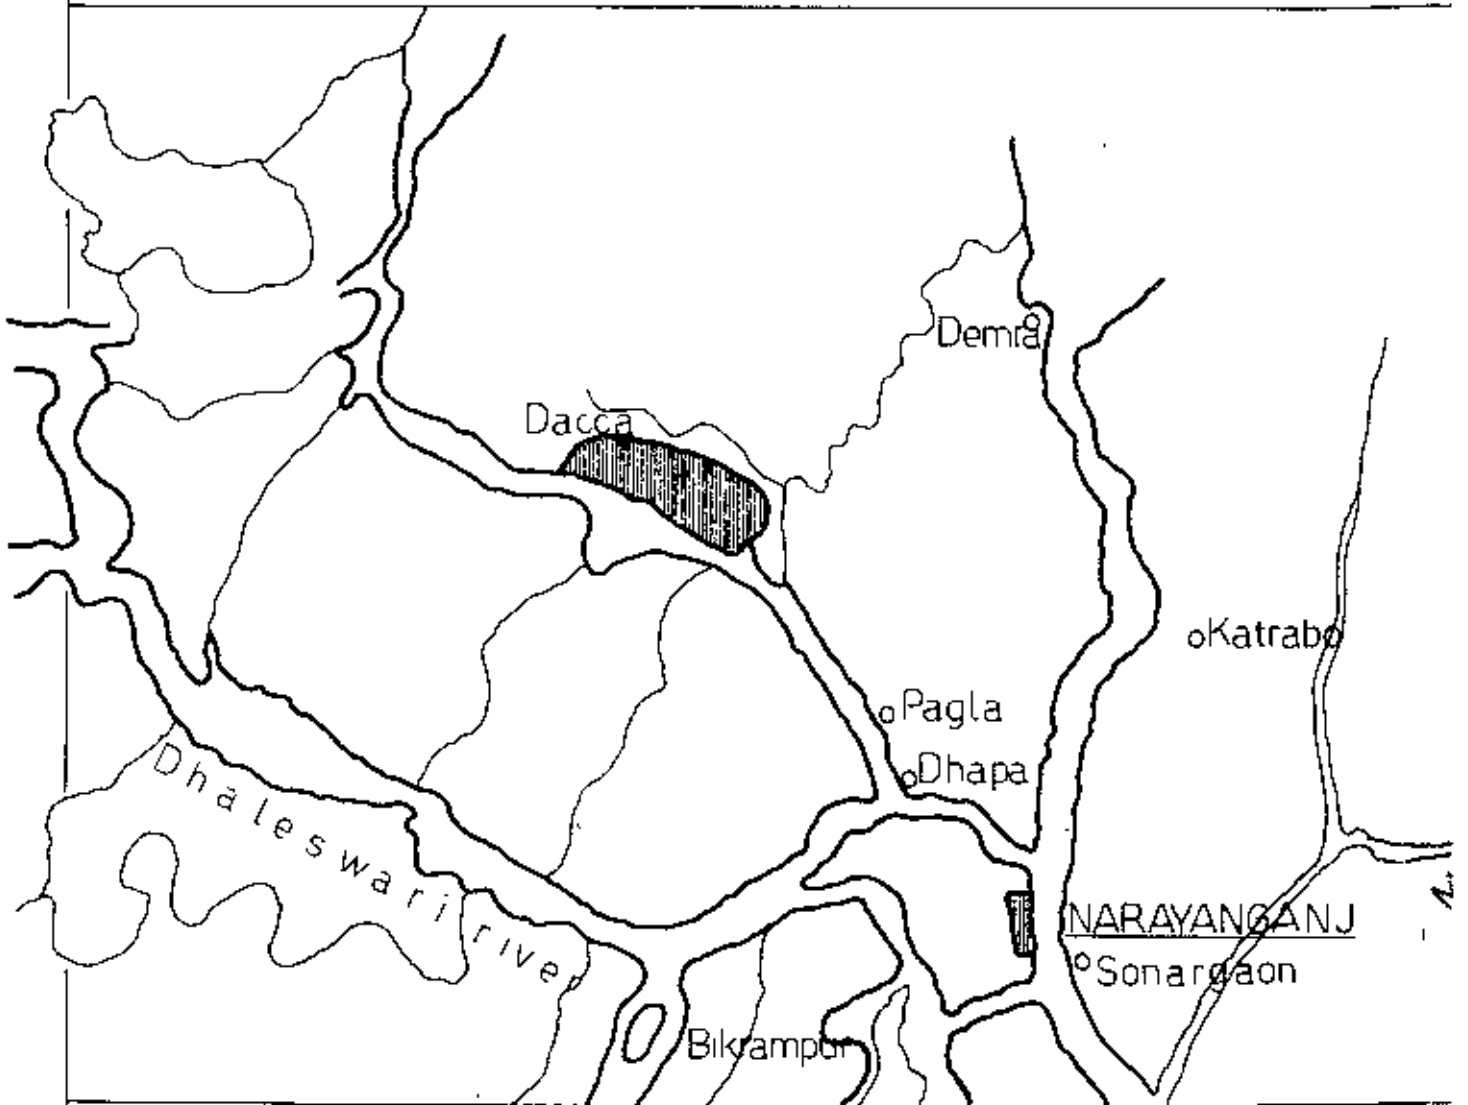 Demra
Dacca
Katrabo
Pagla
Dhapa
Dhaleswari river
NARAYANGANJ
Sonargaon
Bikrampur